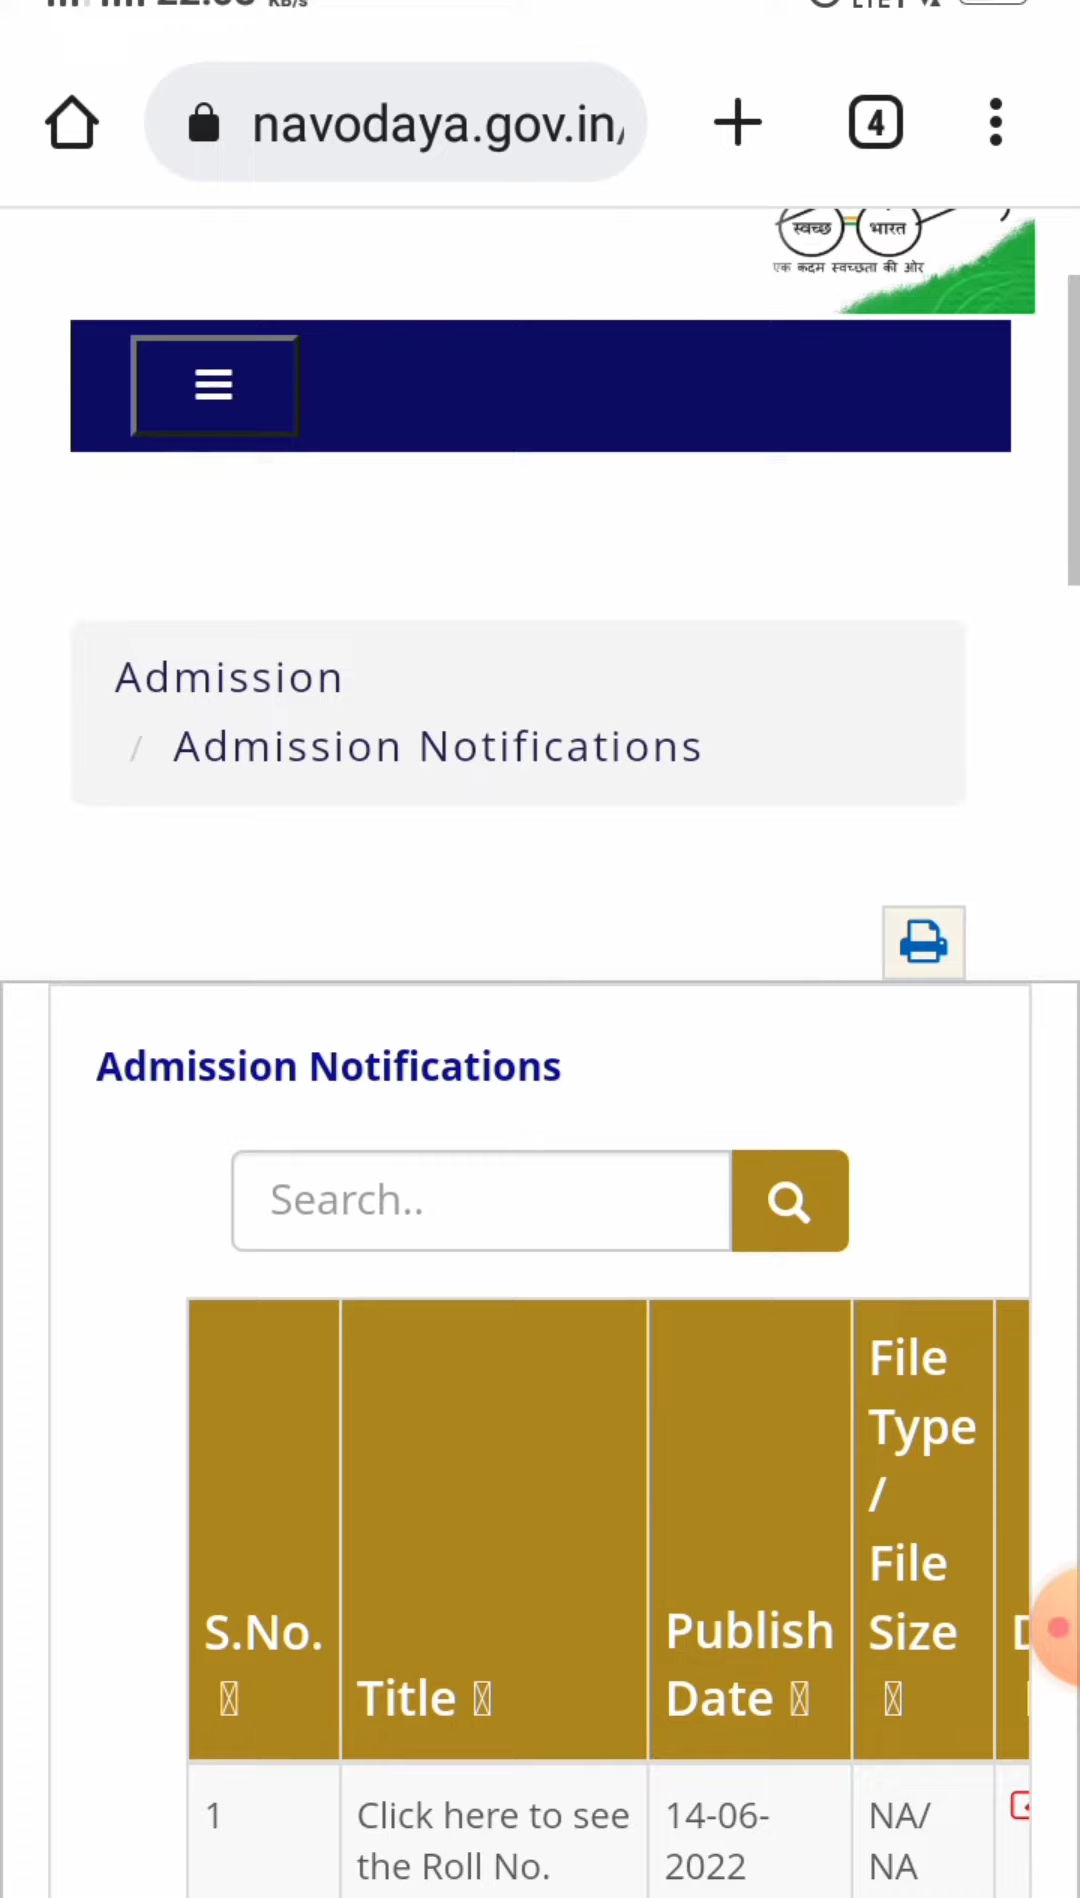 KB/s
navodaya.gov.in/
4
स्वच्छ भारत
एक कदम स्वच्छता की ओर
Admission
/ Admission Notifications
Admission Notifications
Search..
S.No.
Title
Publish
Date
File
Type
/
File
Size
1
Click here to see
the Roll No.
14-06-
2022
NA/
NA